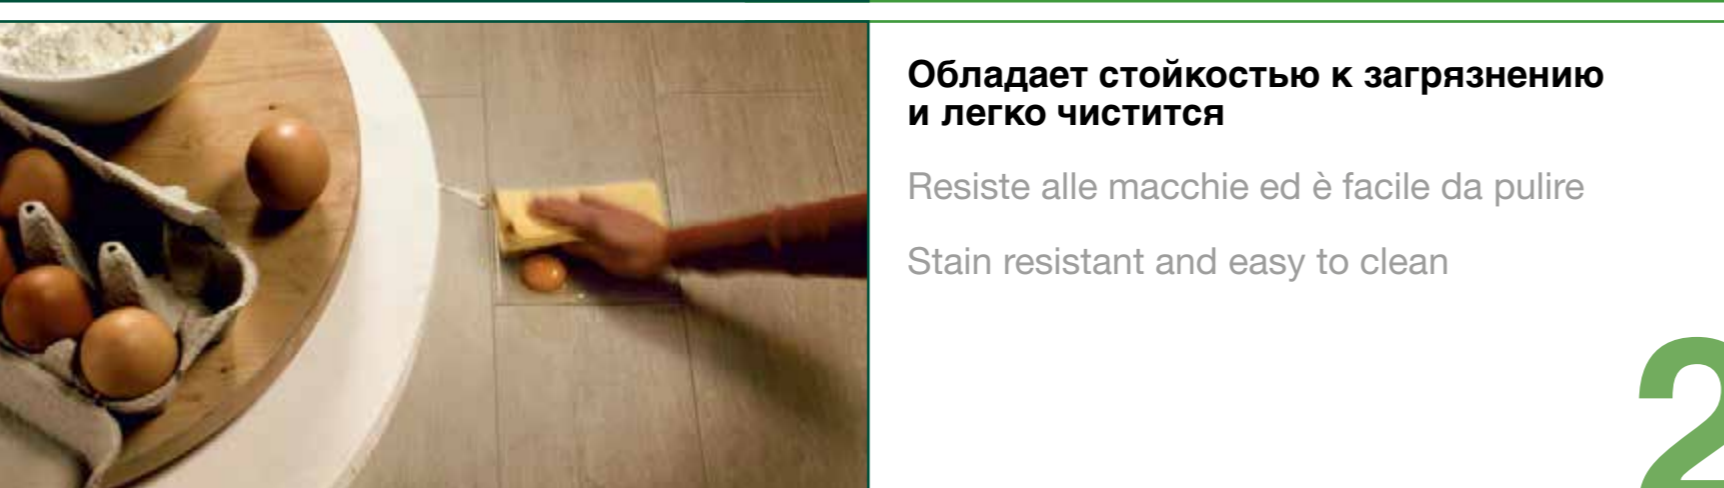 Обладает стойкостью к загрязнению
и легко чистится
Resiste alle macchie ed è facile da pulire
Stain resistant and easy to clean
2